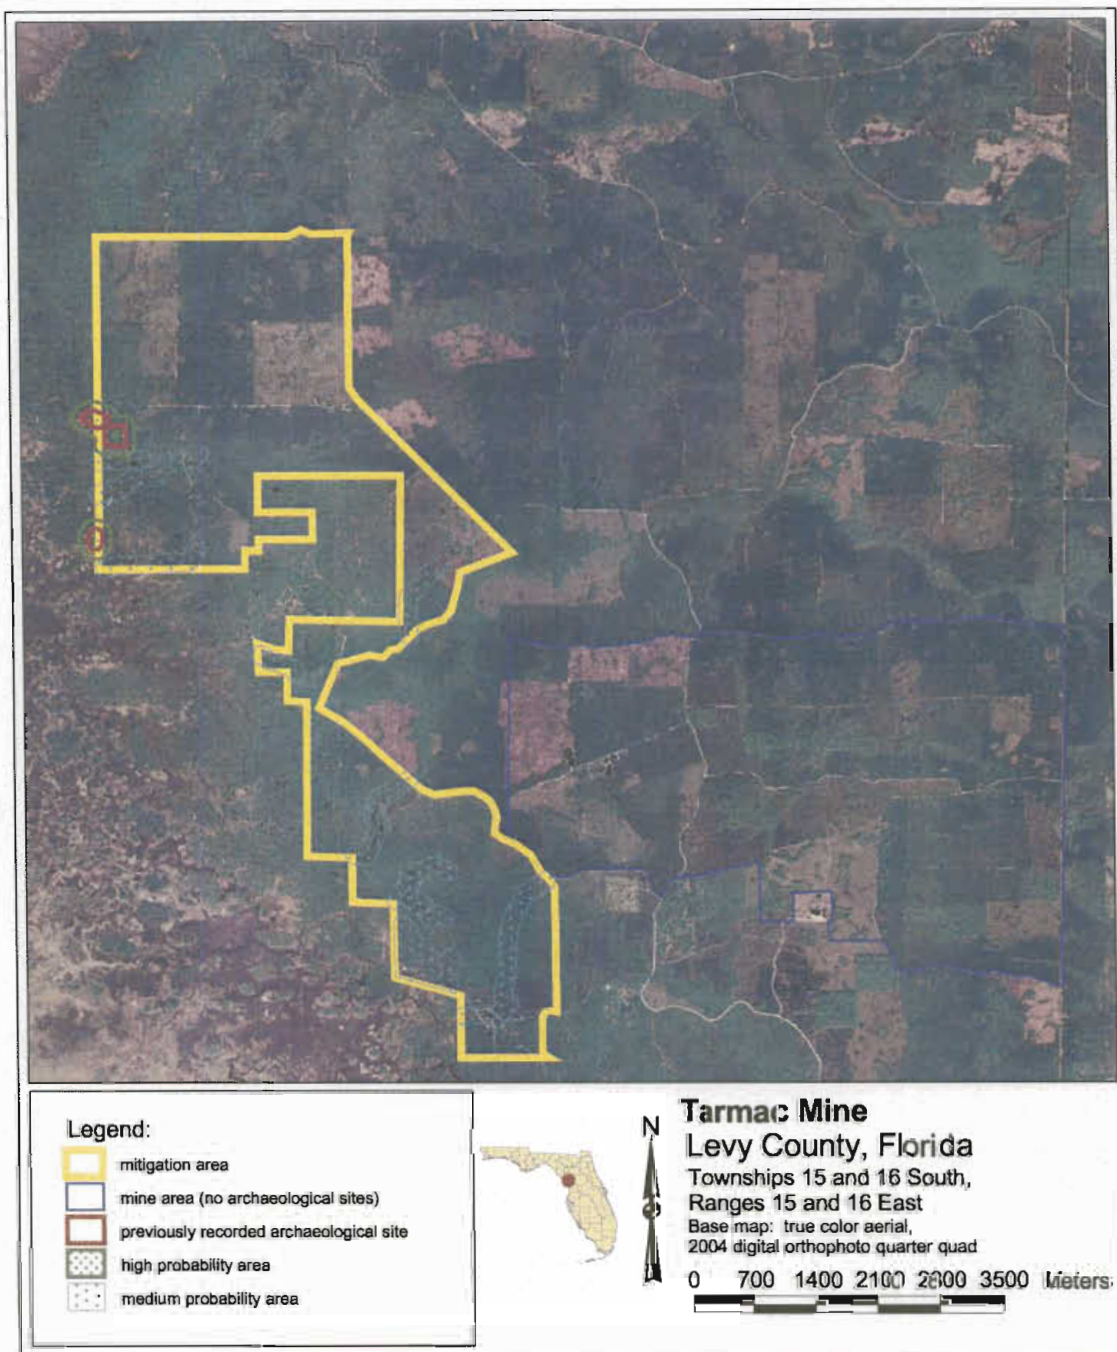 Legend:
mitigation area
mine area (no archaeological sites)
previously recorded archaeological site
high probability area
medium probability area
N
Tarmac Mine
Levy County, Florida
Townships 15 and 16 South,
Ranges 15 and 16 East
Base map: true color aerial,
2004 digital orthophoto quarter quad
0 700 1400 2100 2800 3500 Meters